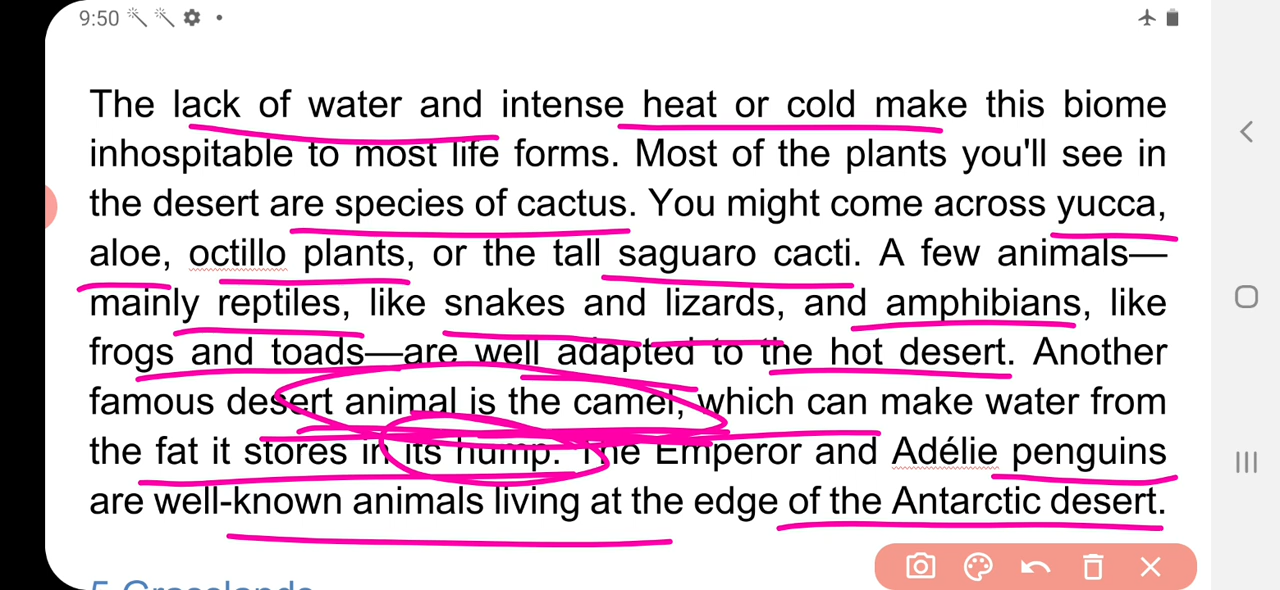 9:50
The lack of water and intense heat or cold make this biome
inhospitable to most life forms. Most of the plants you'll see in
the desert are species of cactus. You might come across yucca,
aloe, octillo plants, or the tall saguaro cacti. A few animals—
mainly reptiles, like snakes and lizards, and amphibians, like
frogs and toads—are well adapted to the hot desert. Another
famous desert animal is the camel, which can make water from
the fat it stores in its hump. The Emperor and Adélie penguins
are well-known animals living at the edge of the Antarctic desert.
5 Grasslands